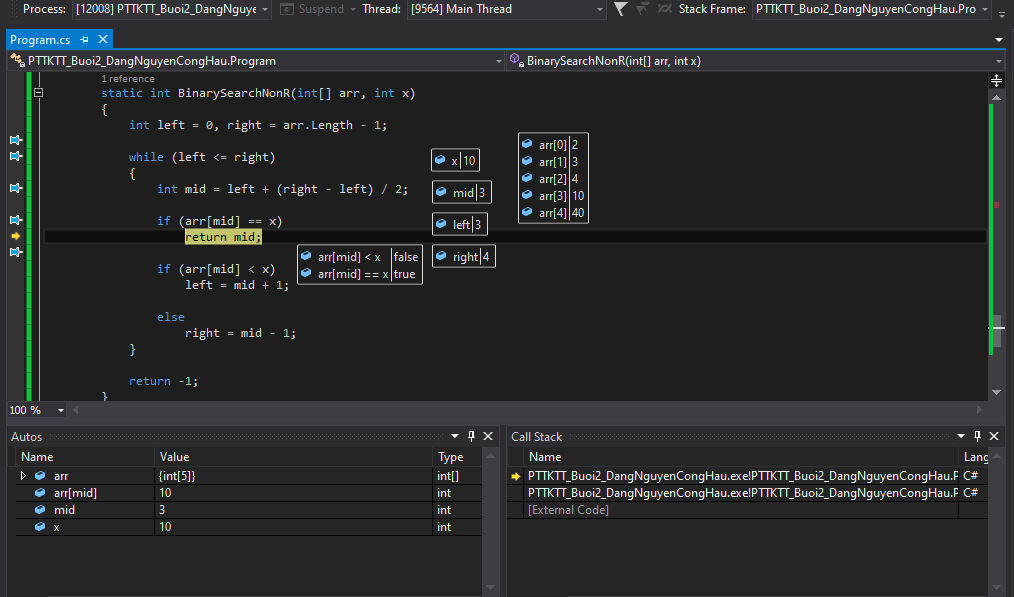 Process: [12008] PTTKTT_Buoi2_DangNguye Suspend Thread: [9564] Main Thread Stack Frame: PTTKTT_Buoi2_DangNguyenCongHau.Pro
Program.cs
PTTKTT_Buoi2_DangNguyenCongHau.Program BinarySearchNonR(int[] arr, int x)
1 reference
static int BinarySearchNonR(int[] arr, int x)
{
int left = 0, right = arr.Length - 1;
while (left <= right)
{
int mid = left + (right - left) / 2;
if (arr[mid] == x)
return mid;
if (arr[mid] < x)
left = mid + 1;
else
right = mid - 1;
}
return -1;
}
x 10
mid 3
left 3
right 4
arr[0] 2
arr[1] 3
arr[2] 4
arr[3] 10
arr[4] 40
arr[mid] < x false
arr[mid] == x true
100 %
Autos
Name Value Type
arr {int[5]} int[]
arr[mid] 10 int
mid 3 int
x 10 int
Call Stack
Name Lang
PTTKTT_Buoi2_DangNguyenCongHau.exe!PTTKTT_Buoi2_DangNguyenCongHau.P C#
PTTKTT_Buoi2_DangNguyenCongHau.exe!PTTKTT_Buoi2_DangNguyenCongHau.P C#
[External Code]